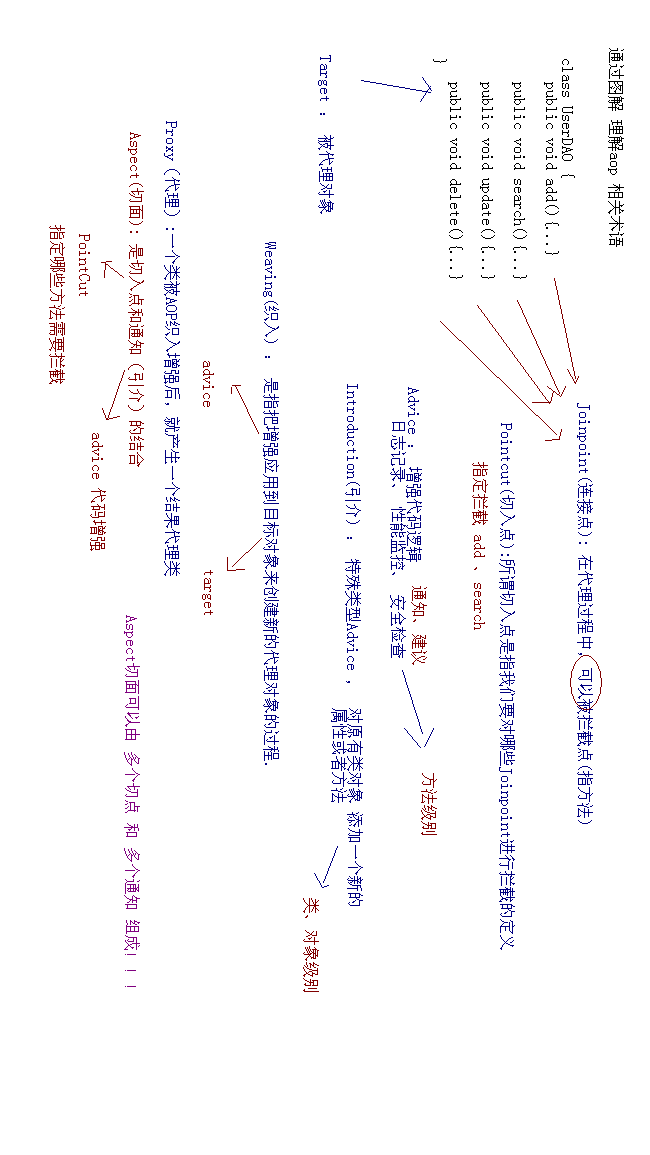 通过图解 理解aop 相关术语
class UserDAO {
public void add(){...}
public void search(){...}
public void update(){...}
public void delete(){...}
}
Joinpoint(连接点): 在代理过程中, 可以被拦截点(指方法)
Pointcut(切入点):所谓切入点是指我们要对哪些Joinpoint进行拦截的定义
指定拦截 add 、search
Advice : 增强代码逻辑
日志记录、 性能监控、 安全检查
通知、建议
方法级别
Target : 被代理对象
Introduction(引介) : 特殊类型Advice , 对原有类对象 添加一个新的
属性或者方法
类、对象级别
Weaving(织入) : 是指把增强应用到目标对象来创建新的代理对象的过程.
advice
target
Proxy (代理) :一个类被AOP织入增强后, 就产生一个结果代理类
Aspect(切面): 是切入点和通知 (引介) 的结合
PointCut
指定哪些方法需要拦截
advice 代码增强
Aspect切面可以由 多个切点 和 多个通知 组成!!!